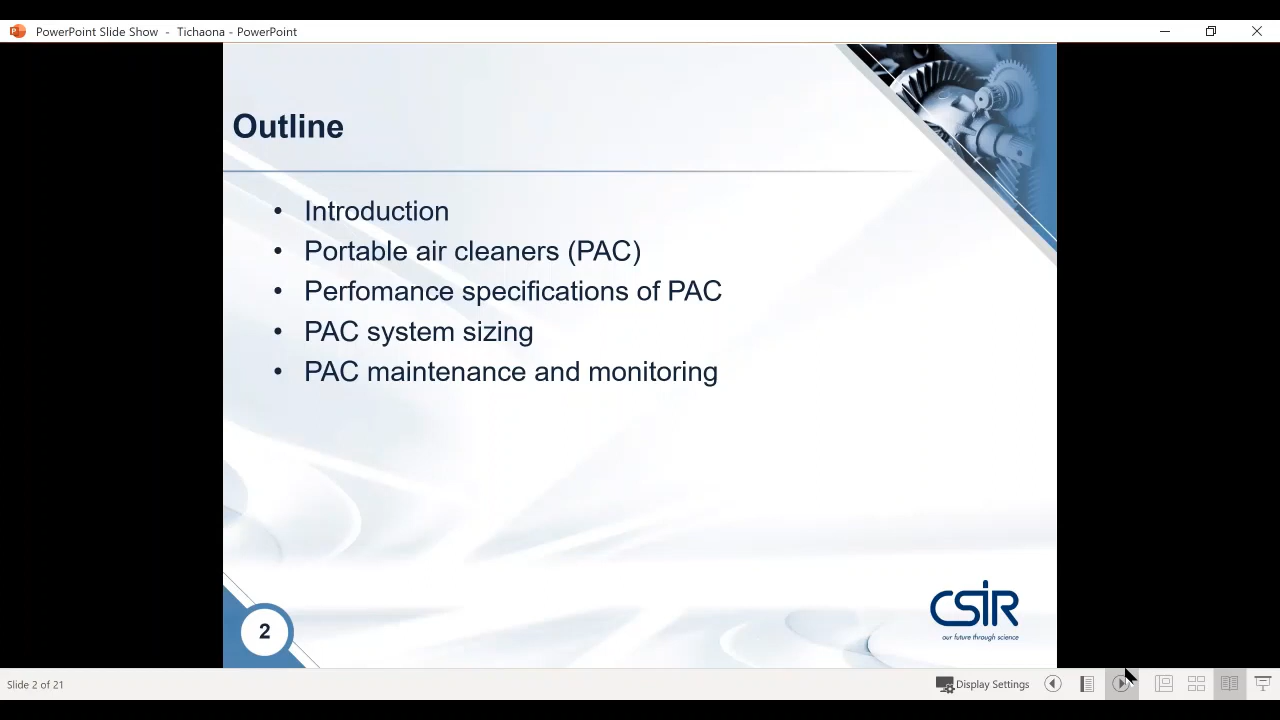 PowerPoint Slide Show - Tichaona - PowerPoint
Outline
• Introduction
• Portable air cleaners (PAC)
• Perfomance specifications of PAC
• PAC system sizing
• PAC maintenance and monitoring
CSIR
our future through science
2
Slide 2 of 21
Display Settings